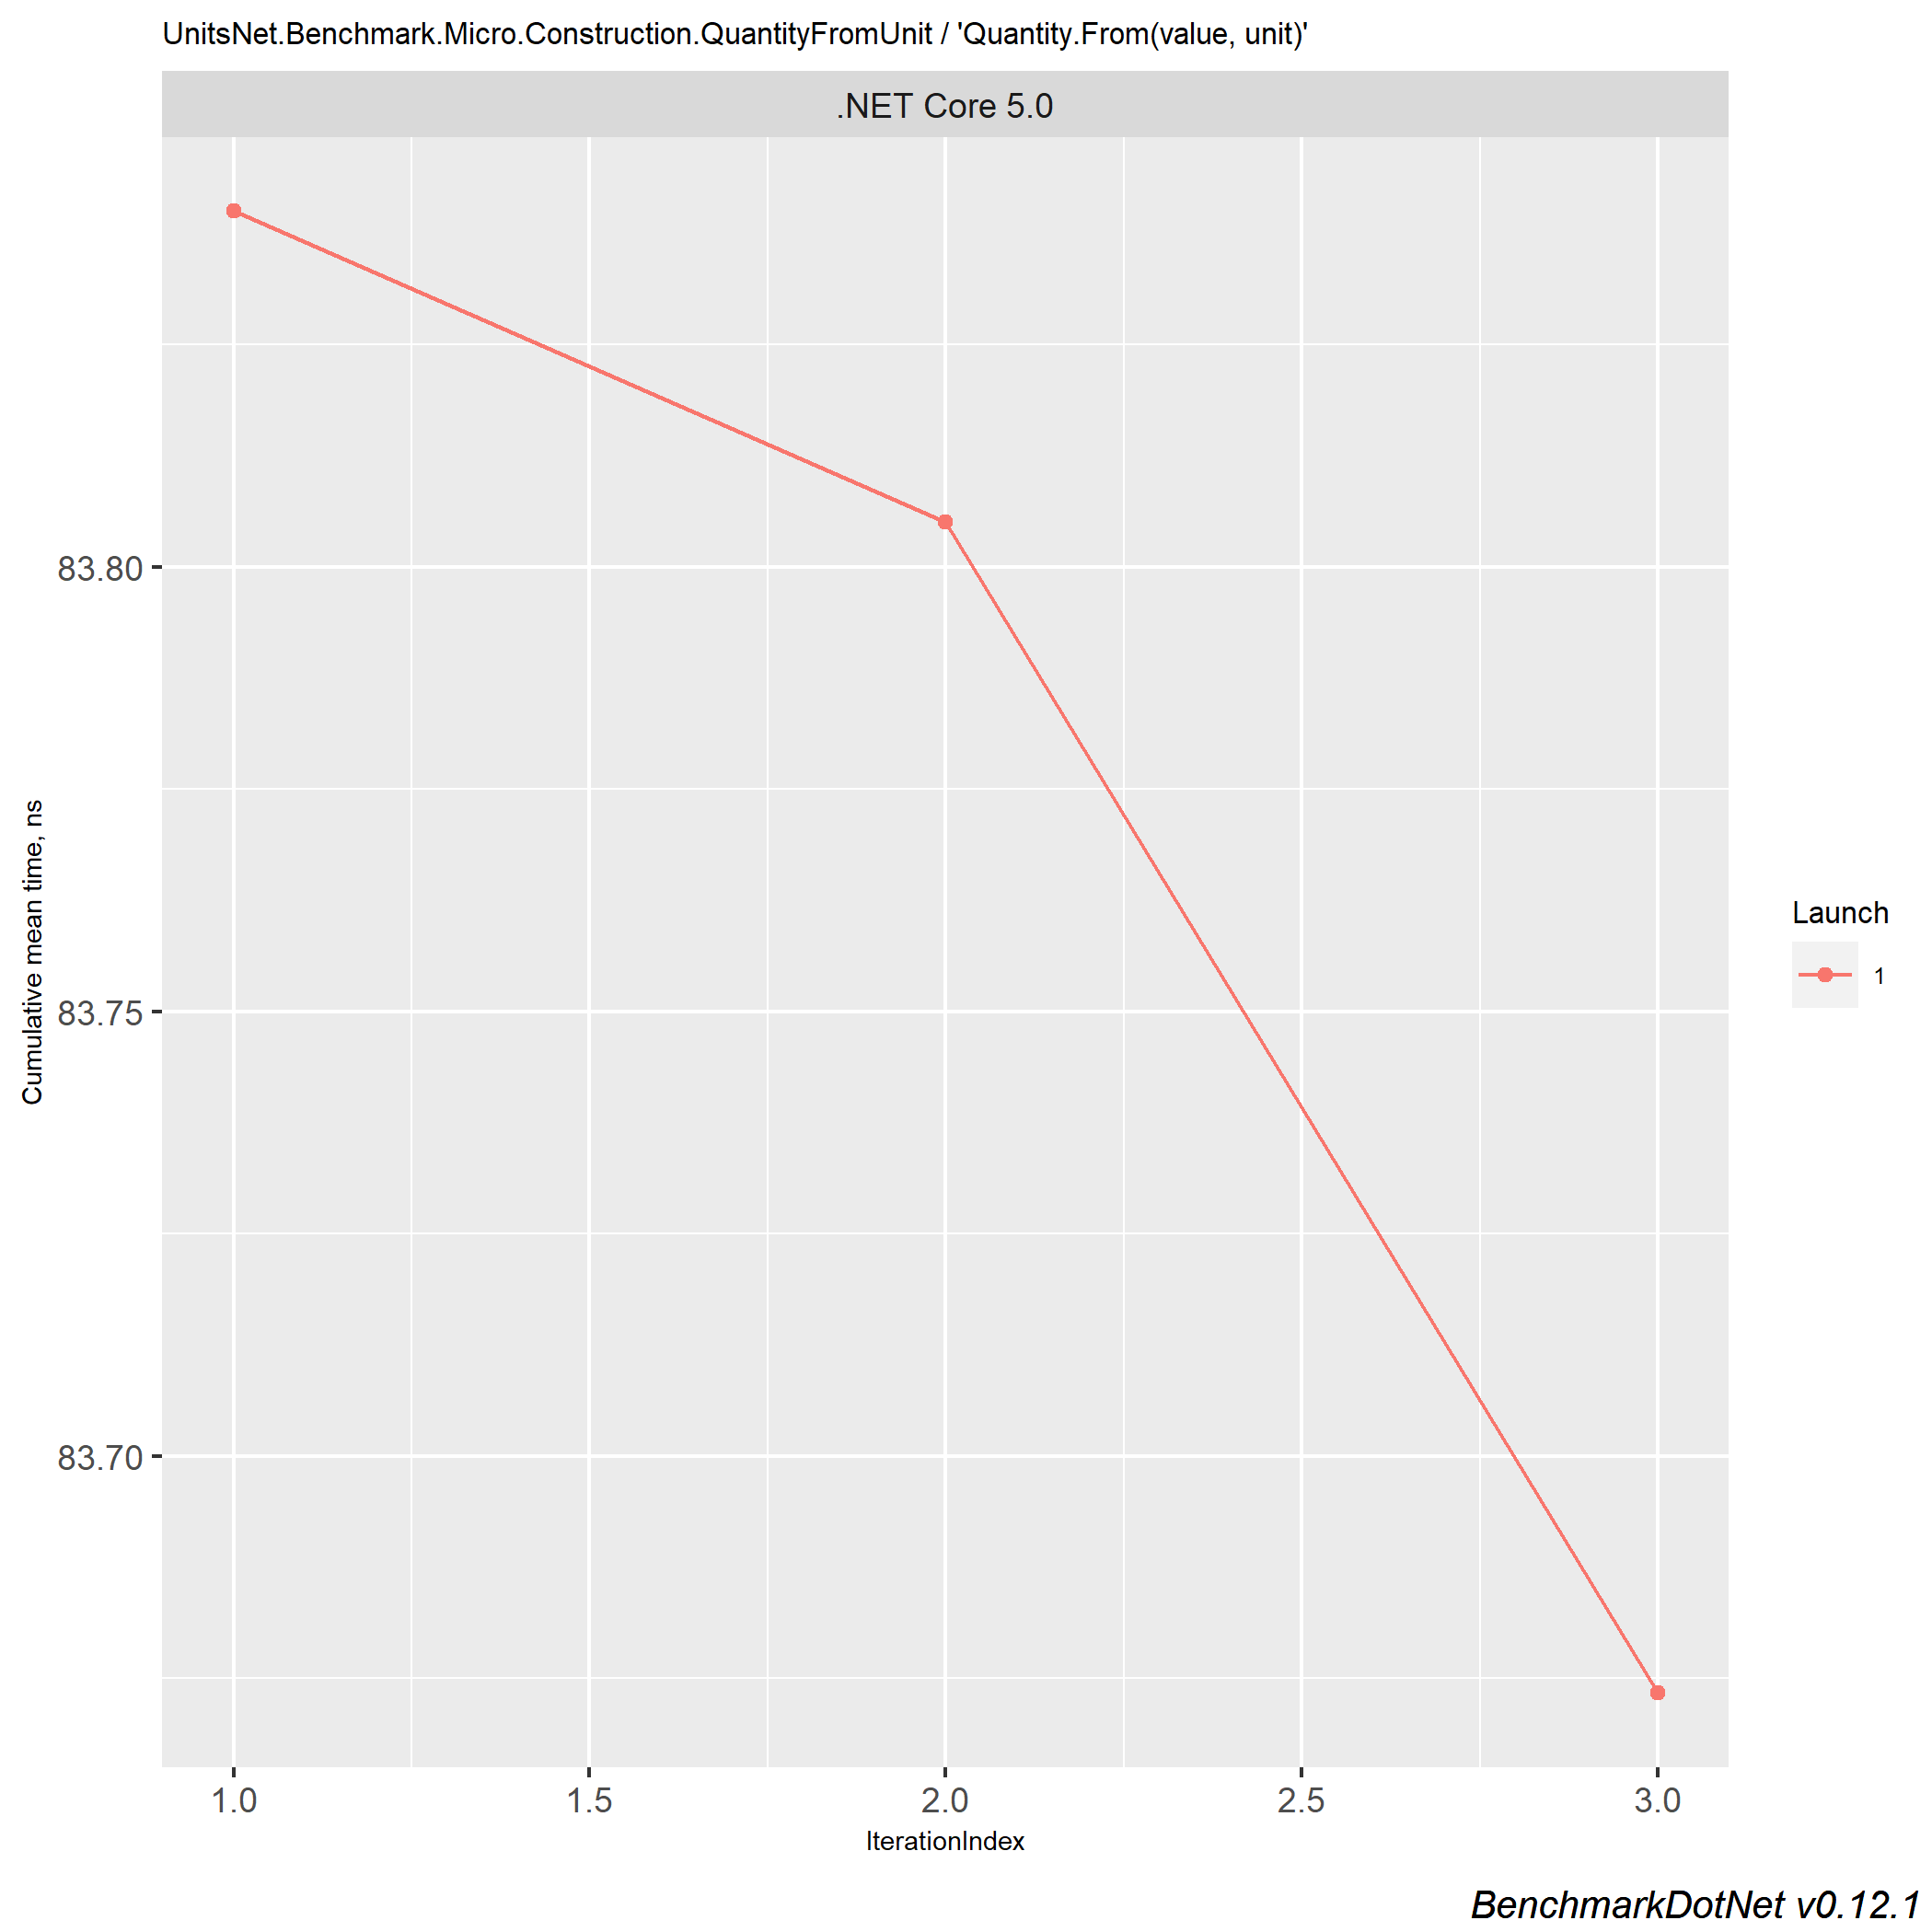 UnitsNet.Benchmark.Micro.Construction.QuantityFromUnit / 'Quantity.From(value, unit)'
.NET Core 5.0
83.80
83.75
83.70
Cumulative mean time, ns
1.0 1.5 2.0 2.5 3.0
IterationIndex
Launch
1
BenchmarkDotNet v0.12.1